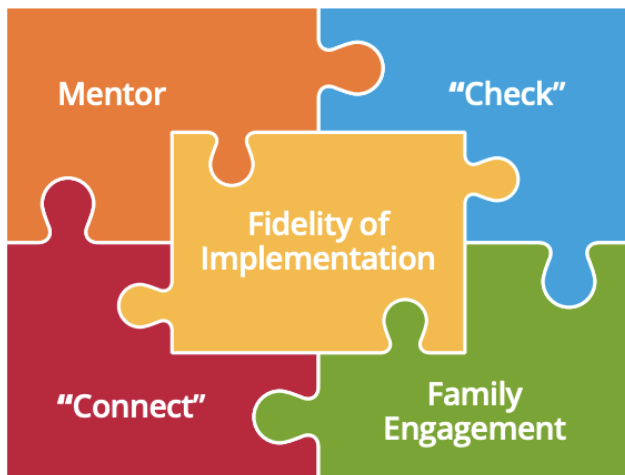 Mentor
“Check”
Fidelity of
Implementation
“Connect”
Family
Engagement